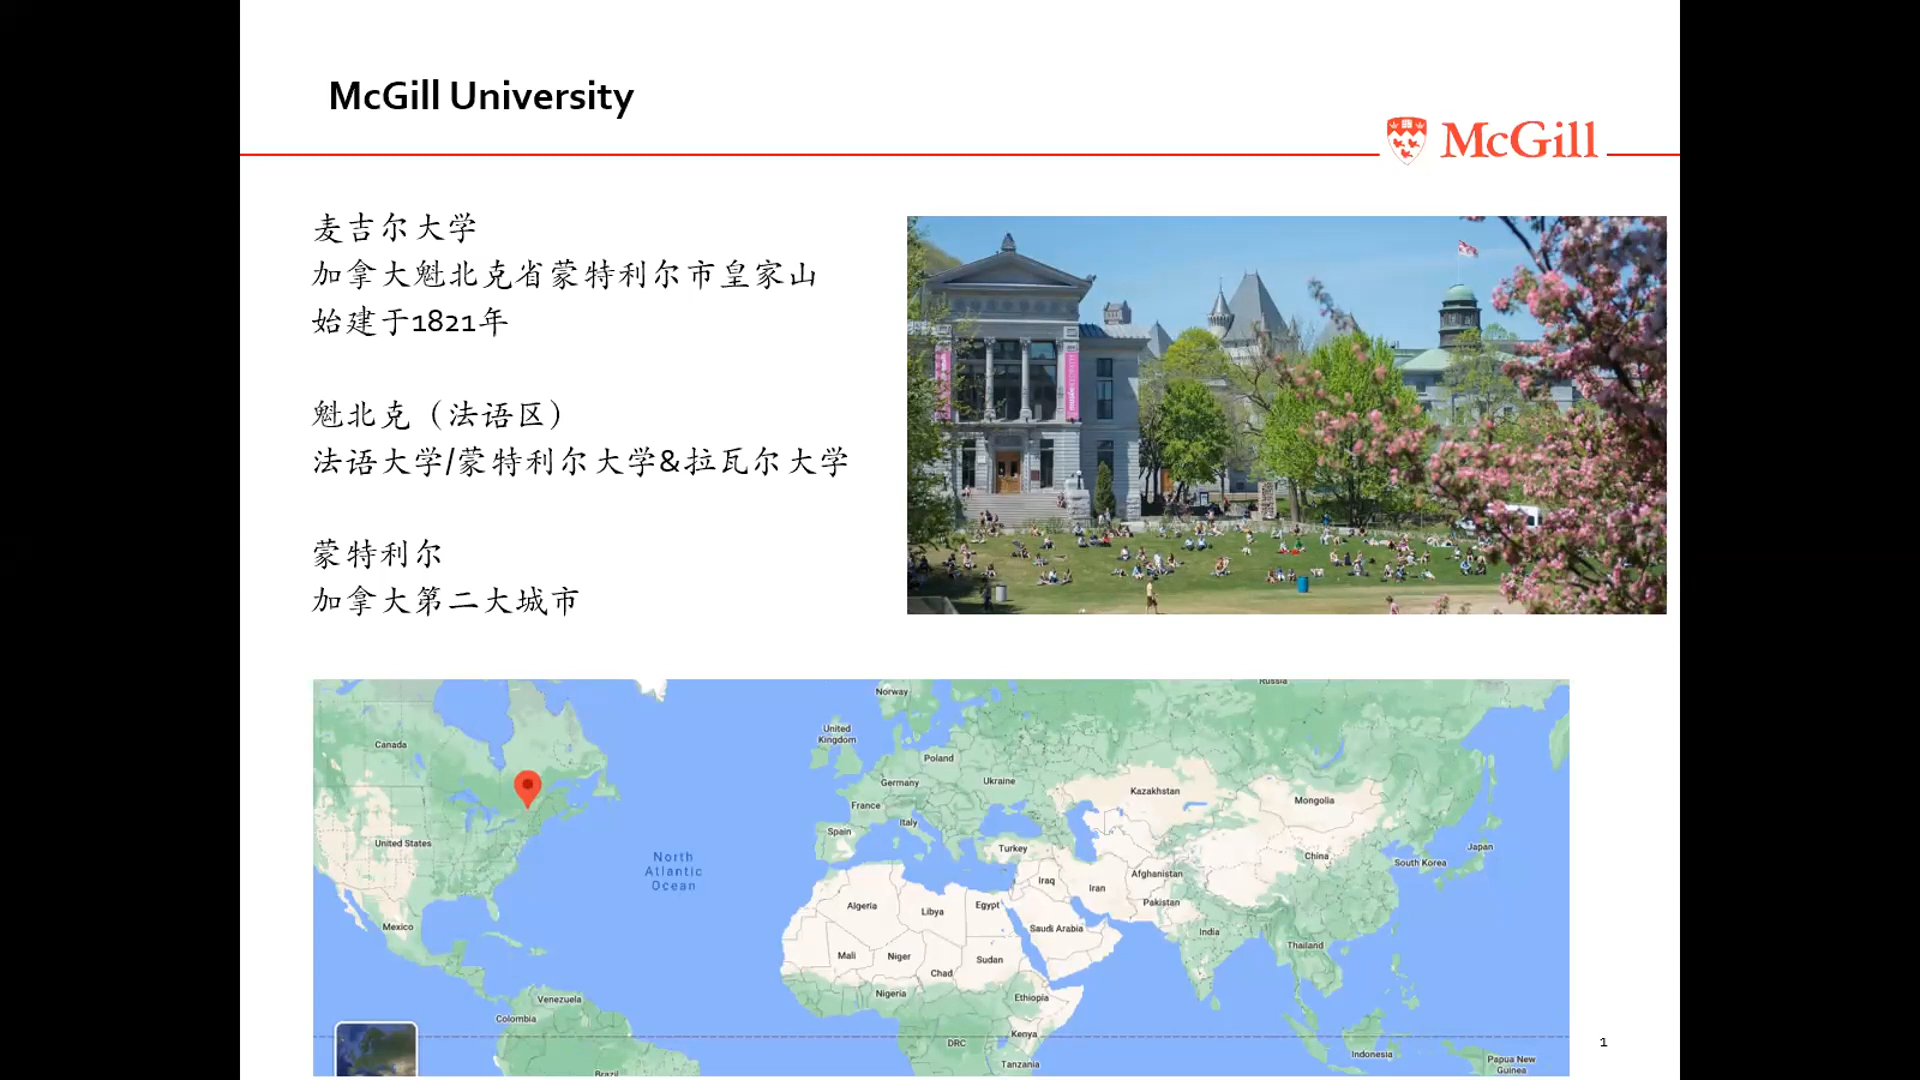 McGill University
McGill
麦吉尔大学
加拿大魁北克省蒙特利尔市皇家山
始建于1821年
魁北克（法语区）
法语大学/蒙特利尔大学&拉瓦尔大学
蒙特利尔
加拿大第二大城市
Russia
Norway
Canada
United
Kingdom
Poland
Germany
Ukraine
Kazakhstan
Mongolia
France
Italy
Spain
United States
Turkey
China
South Korea
Japan
North
Atlantic
Ocean
Iraq
Iran
Afghanistan
Pakistan
Algeria
Libya
Egypt
Saudi Arabia
India
Mexico
Thailand
Mali
Niger
Sudan
Chad
Nigeria
Ethiopia
Venezuela
Colombia
Kenya
DRC
Tanzania
Indonesia
Papua New
Guinea
Brazil
1